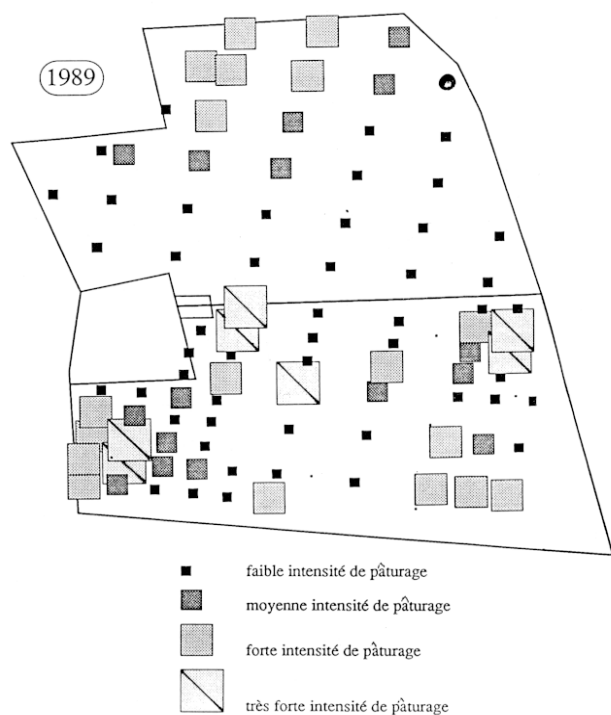 1989
faible intensité de pâturage
moyenne intensité de pâturage
forte intensité de pâturage
très forte intensité de pâturage